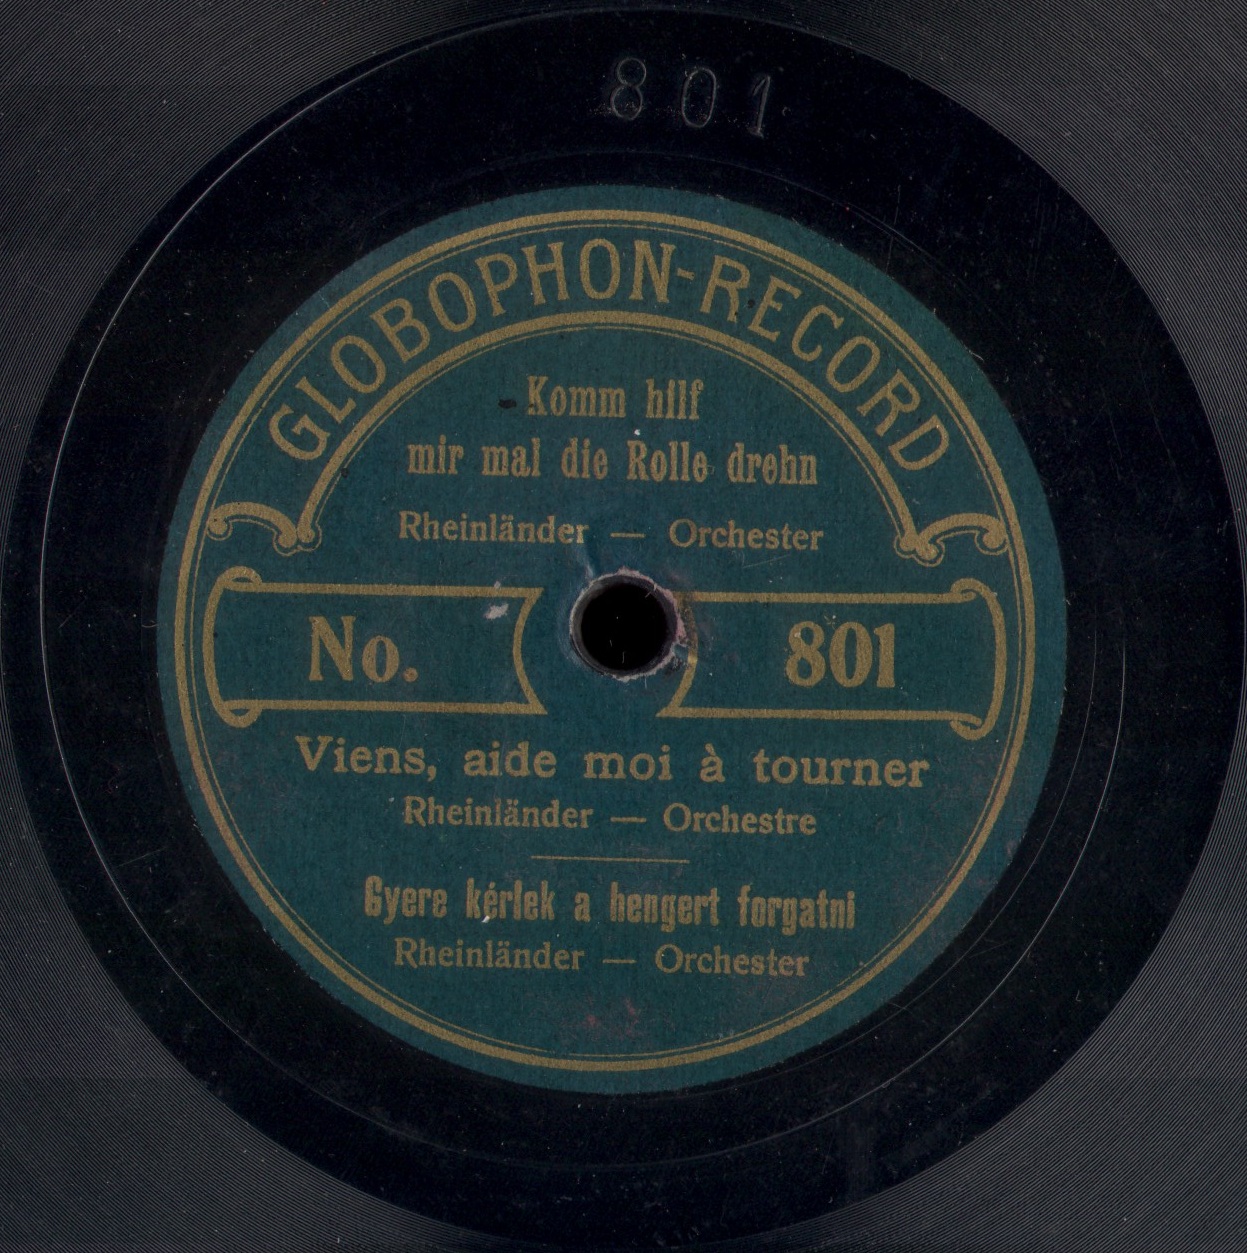 801
GLOBOPHON-RECORD
Komm hilf
mir mal die Rolle drehn
Rheinländer — Orchester
No. 801
Viens, aide moi à tourner
Rheinländer — Orchestre
Gyere kérlek a hengert forgatni
Rheinländer — Orchester